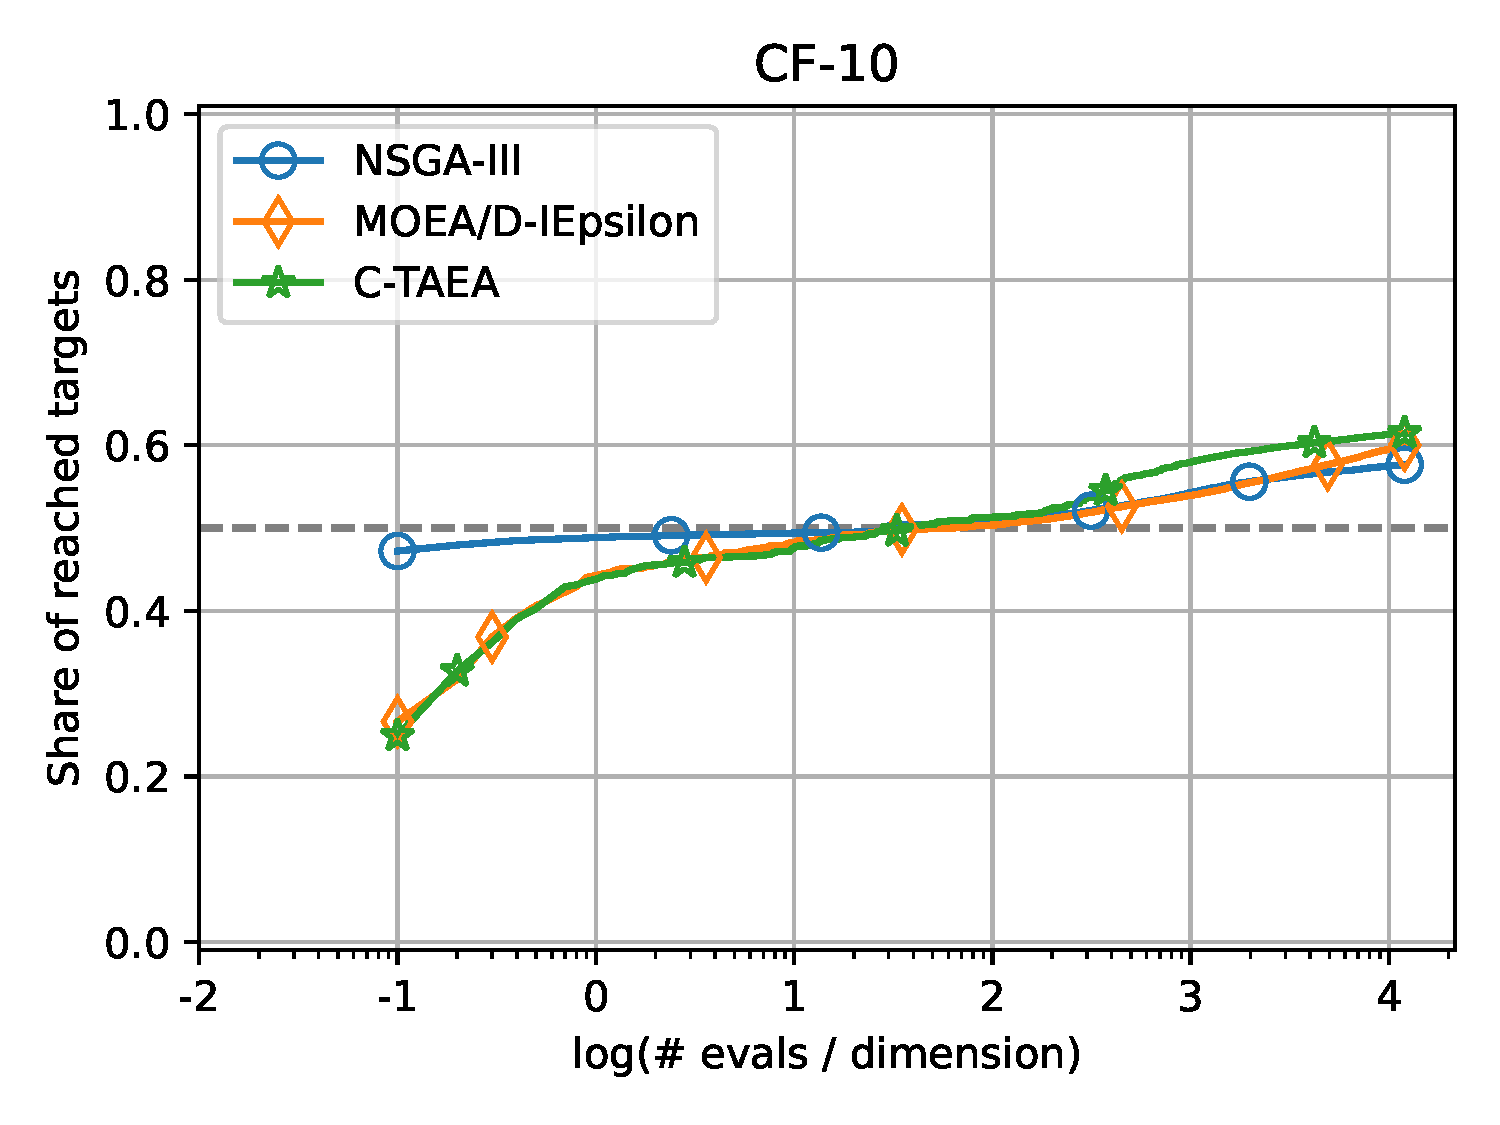 CF-10
1.0
0.8
0.6
0.4
0.2
0.0
Share of reached targets
NSGA-III
MOEA/D-IEpsilon
C-TAEA
-2 -1 0 1 2 3 4
log(# evals / dimension)